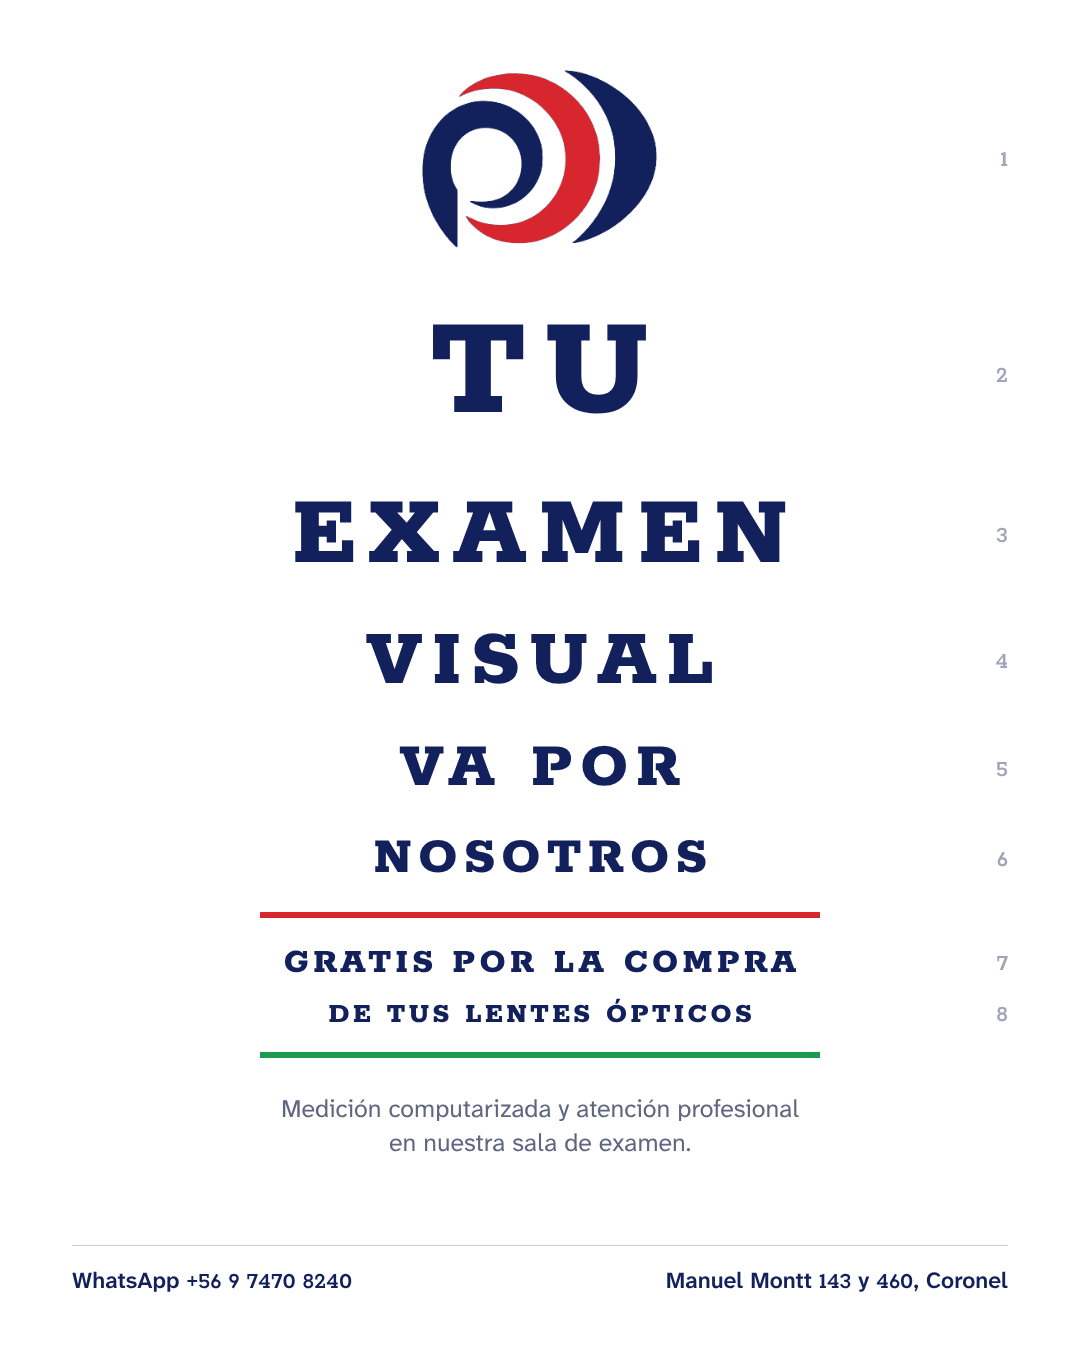 1
TU 2
EXAMEN 3
VISUAL 4
VA POR 5
NOSOTROS 6
GRATIS POR LA COMPRA 7
DE TUS LENTES ÓPTICOS 8
Medición computarizada y atención profesional
en nuestra sala de examen.
WhatsApp +56 9 7470 8240 Manuel Montt 143 y 460, Coronel